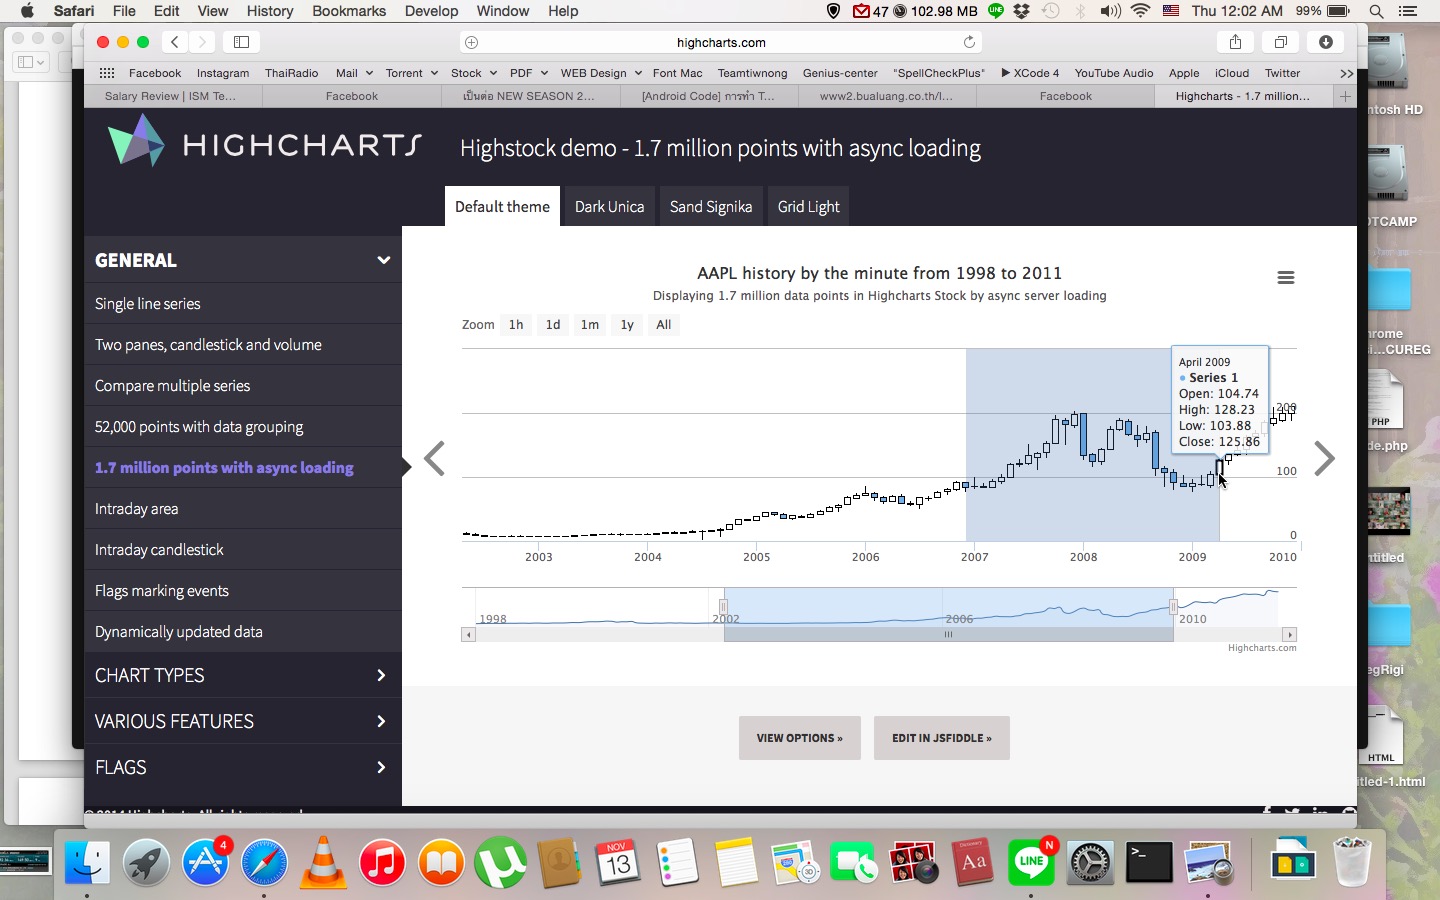 Safari File Edit View History Bookmarks Develop Window Help 47 102.98 MB LINE Thu 12:02 AM 99%
highcharts.com
Facebook Instagram ThaiRadio Mail Torrent Stock PDF WEB Design Font Mac Teamtiwnong Genius-center "SpellCheckPlus" XCode 4 YouTube Audio Apple iCloud Twitter
Salary Review | ISM Te... Facebook เป็นต่อ NEW SEASON 2... [Android Code] การทำ T... www2.bualuang.co.th/I... Facebook Highcharts - 1.7 million...
HIGHCHARTS
Highstock demo - 1.7 million points with async loading
Default theme Dark Unica Sand Signika Grid Light
GENERAL
Single line series
Two panes, candlestick and volume
Compare multiple series
52,000 points with data grouping
1.7 million points with async loading
Intraday area
Intraday candlestick
Flags marking events
Dynamically updated data
CHART TYPES
VARIOUS FEATURES
FLAGS
AAPL history by the minute from 1998 to 2011
Displaying 1.7 million data points in Highcharts Stock by async server loading
Zoom 1h 1d 1m 1y All
April 2009
Series 1
Open: 104.74
High: 128.23
Low: 103.88
Close: 125.86
200
100
0
2003 2004 2005 2006 2007 2008 2009 2010
1998 2002 2006 2010
Highcharts.com
VIEW OPTIONS » EDIT IN JSFIDDLE »
ntosh HD
OTCAMP
rome
...CUREG
PHP
de.php
titled
egRigi
HTML
itled-1.html
4
NOV
13
280
3D
Dictionary
Aa
LINE
N